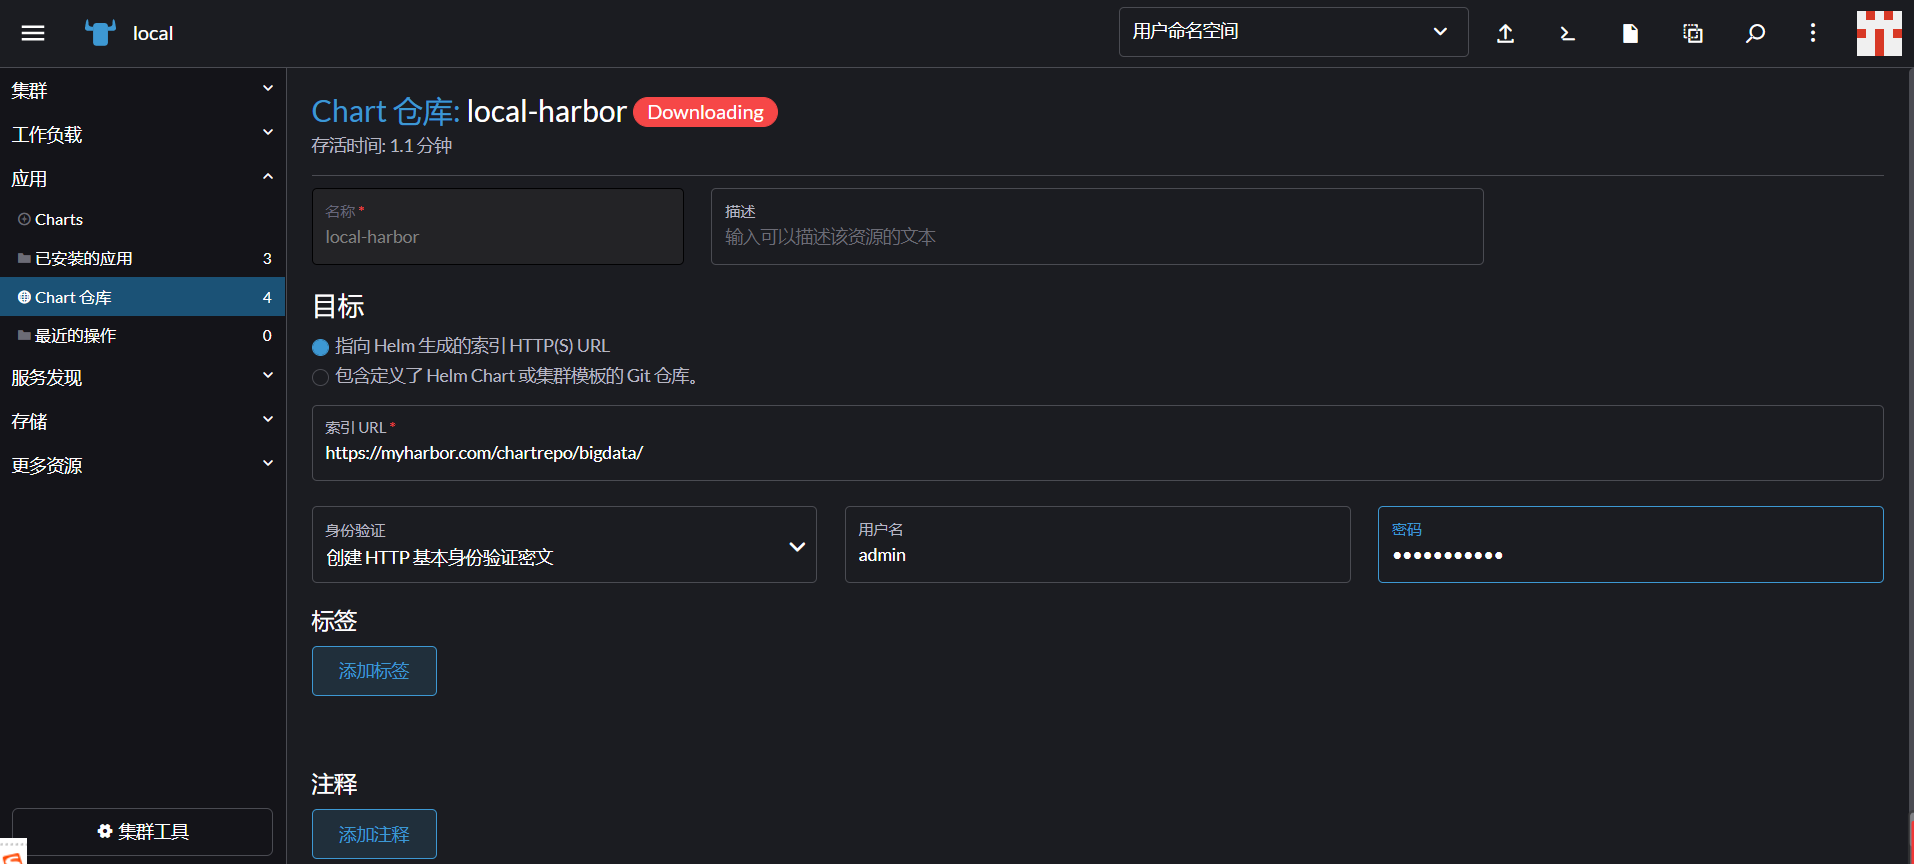 local
用户命名空间
集群
工作负载
应用
Charts
已安装的应用 3
Chart 仓库 4
最近的操作 0
服务发现
存储
更多资源
集群工具
Chart 仓库: local-harbor Downloading
存活时间: 1.1 分钟
名称 *
local-harbor
描述
输入可以描述该资源的文本
目标
指向 Helm 生成的索引 HTTP(S) URL
包含定义了 Helm Chart 或集群模板的 Git 仓库。
索引 URL *
https://myharbor.com/chartrepo/bigdata/
身份验证
创建 HTTP 基本身份验证密文
用户名
admin
密码
•••••••••••
标签
添加标签
注释
添加注释